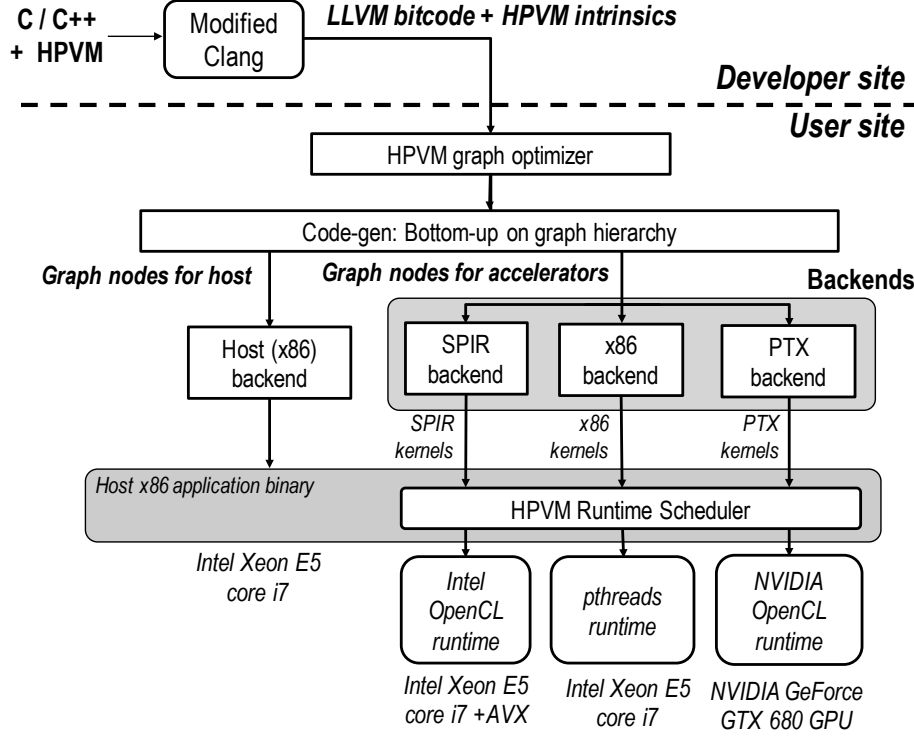 C / C++
+ HPVM
Modified
Clang
LLVM bitcode + HPVM intrinsics
Developer site
User site
HPVM graph optimizer
Code-gen: Bottom-up on graph hierarchy
Graph nodes for host
Graph nodes for accelerators
Backends
Host (x86)
backend
SPIR
backend
x86
backend
PTX
backend
SPIR
kernels
x86
kernels
PTX
kernels
Host x86 application binary
HPVM Runtime Scheduler
Intel Xeon E5
core i7
Intel
OpenCL
runtime
pthreads
runtime
NVIDIA
OpenCL
runtime
Intel Xeon E5
core i7 +AVX
Intel Xeon E5
core i7
NVIDIA GeForce
GTX 680 GPU